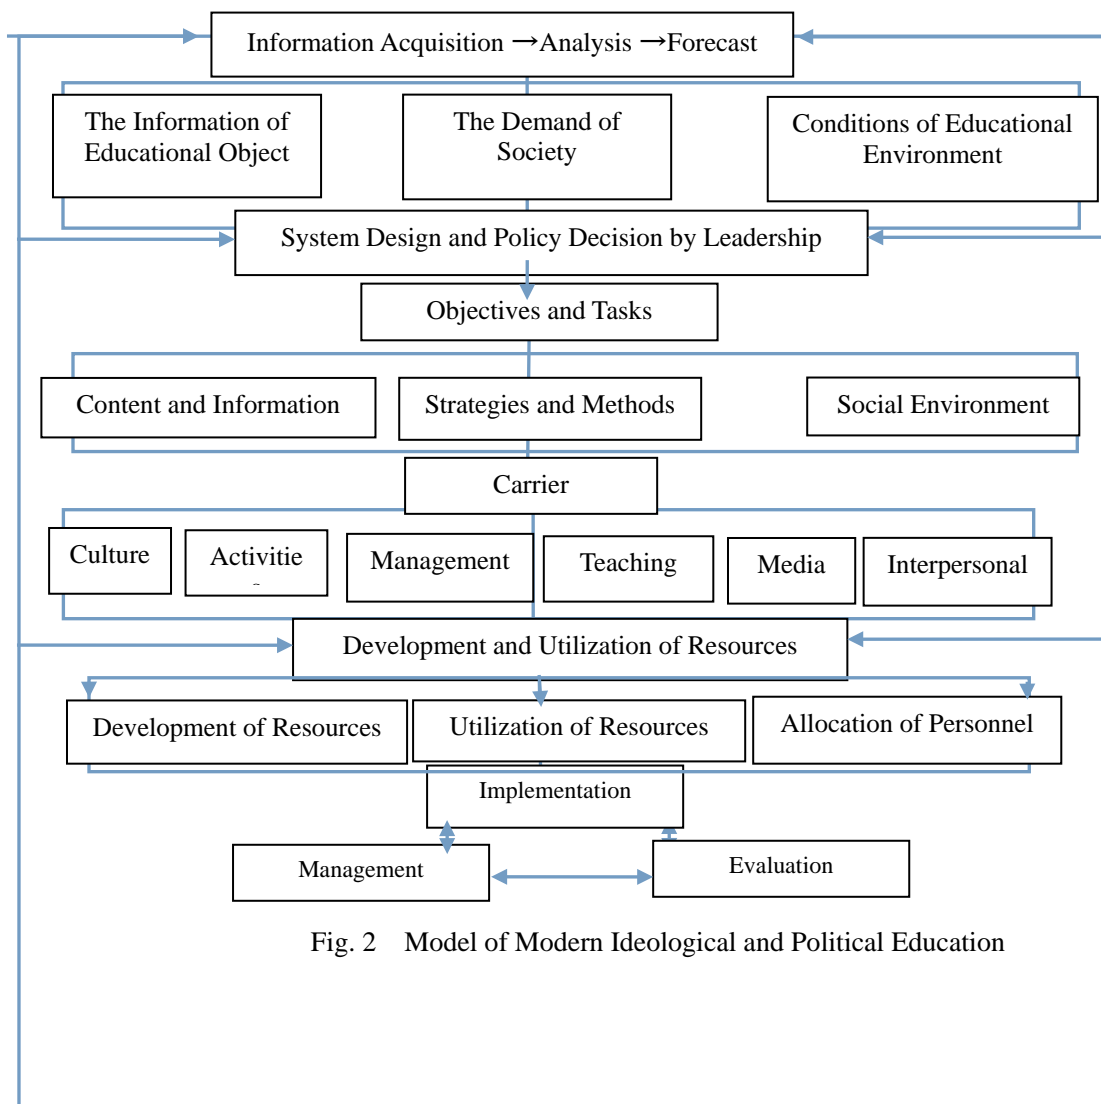 Information Acquisition →Analysis →Forecast
The Information of
Educational Object
The Demand of
Society
Conditions of Educational
Environment
System Design and Policy Decision by Leadership
Objectives and Tasks
Content and Information
Strategies and Methods
Social Environment
Carrier
Culture
Activitie
Management
Teaching
Media
Interpersonal
Development and Utilization of Resources
Development of Resources
Utilization of Resources
Allocation of Personnel
Implementation
Management
Evaluation
Fig. 2 Model of Modern Ideological and Political Education